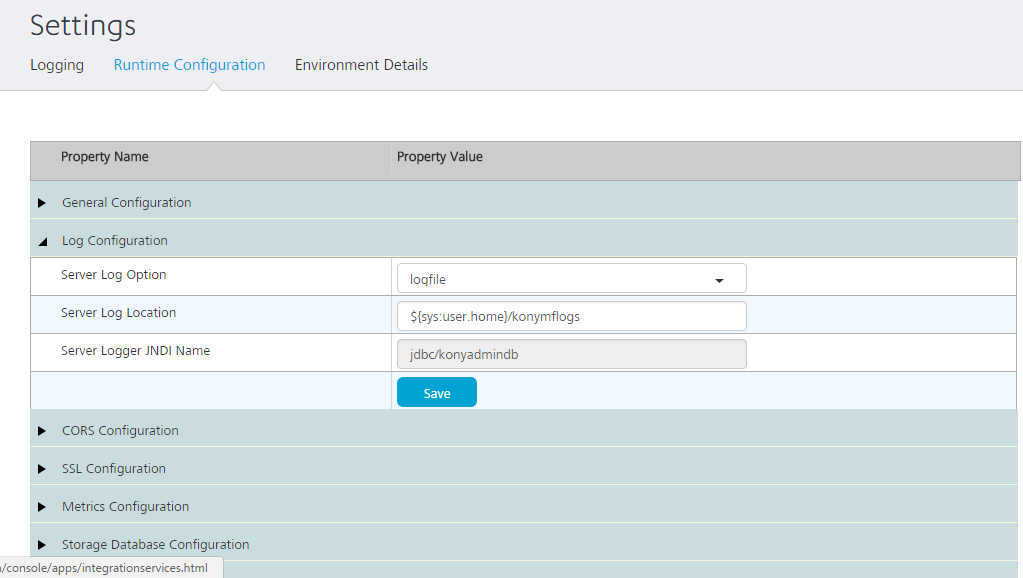 Settings
Logging Runtime Configuration Environment Details
Property Name Property Value
General Configuration
Log Configuration
Server Log Option logfile
Server Log Location ${sys:user.home}/konymflogs
Server Logger JNDI Name jdbc/konyadmindb
Save
CORS Configuration
SSL Configuration
Metrics Configuration
Storage Database Configuration
/console/apps/integrationservices.html